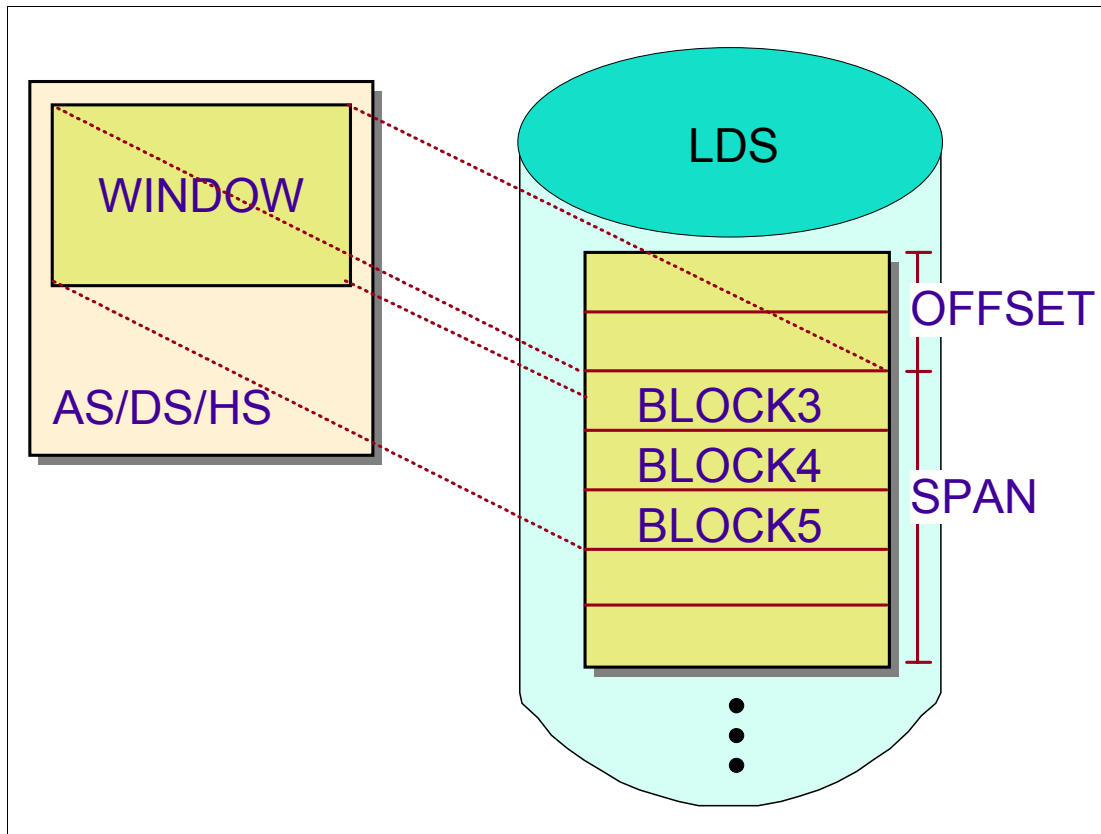 WINDOW
AS/DS/HS
LDS
OFFSET
BLOCK3
BLOCK4
BLOCK5
SPAN